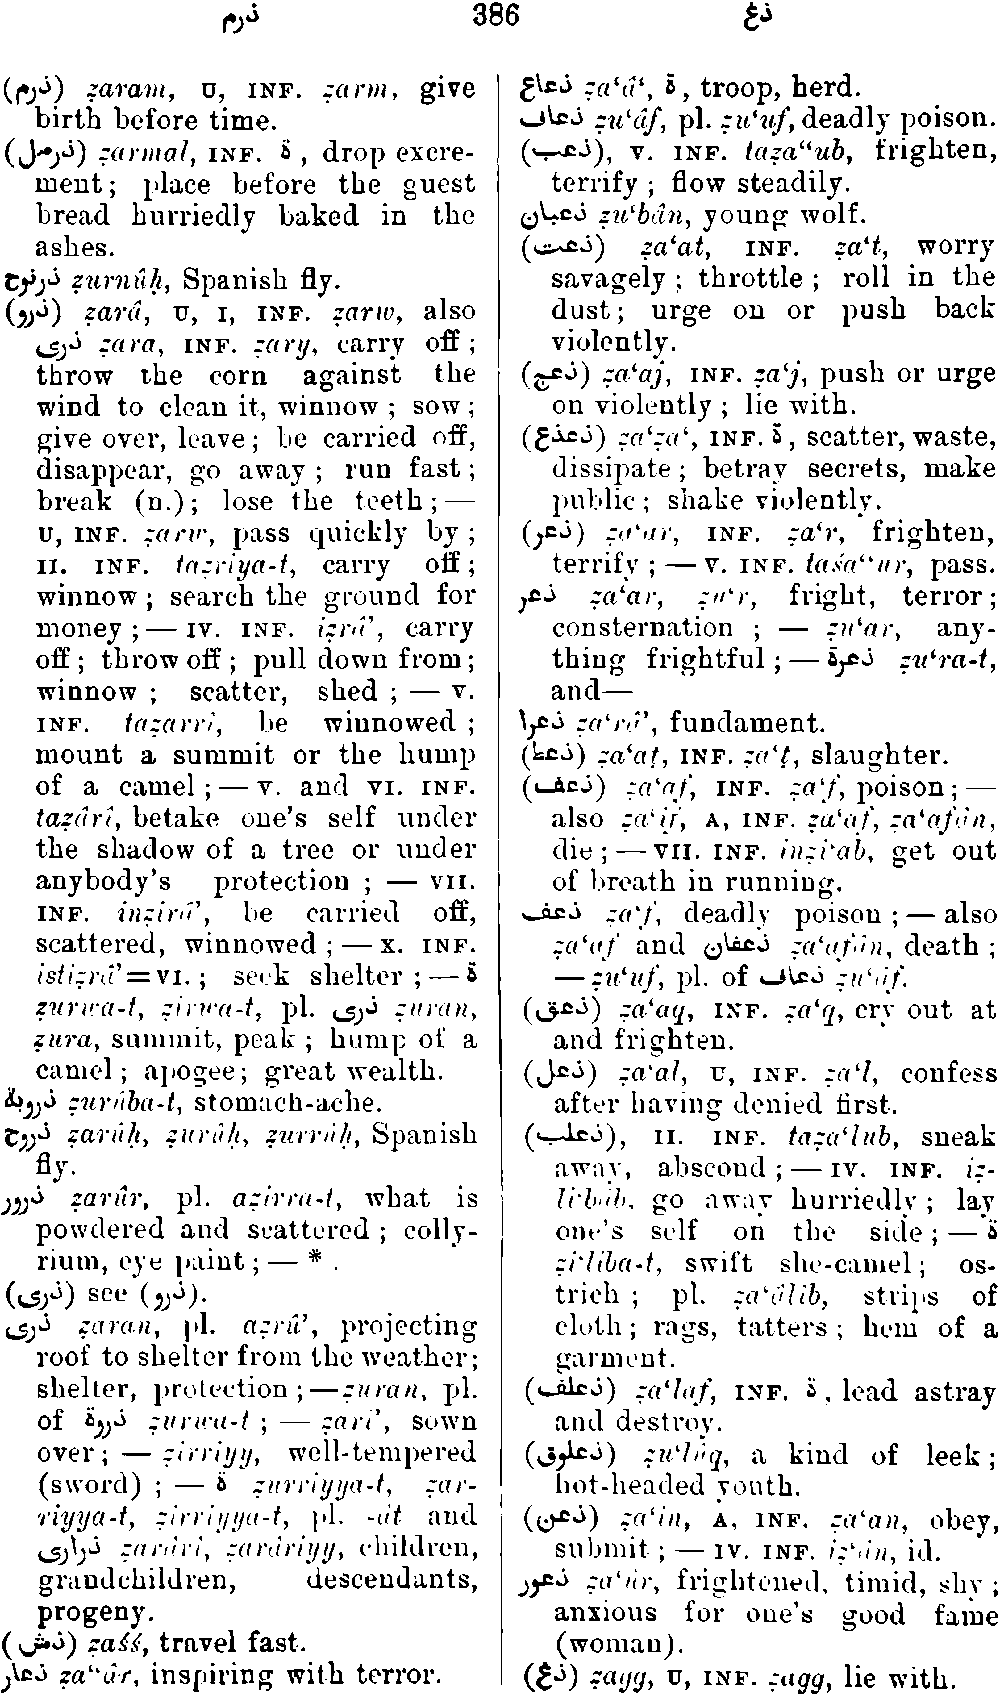 ذرم 386 ذغ
(ذرم) ẓaram, U, INF. ẓarm, give
birth before time.
(ذرمل) ẓarmal, INF. ة, drop excre-
ment; place before the guest
bread hurriedly baked in the
ashes.
ذرنوح ẓurnûḥ, Spanish fly.
(ذرو) ẓarâ, U, I, INF. ẓarw, also
ذرى ẓara, INF. ẓary, carry off;
throw the corn against the
wind to clean it, winnow; sow;
give over, leave; be carried off,
disappear, go away; run fast;
break (n.); lose the teeth;—
U, INF. ẓarw, pass quickly by;
II. INF. taẓriya-t, carry off;
winnow; search the ground for
money;—IV. INF. iẓrâ’, carry
off; throw off; pull down from;
winnow; scatter, shed;—V.
INF. taẓarrî, be winnowed;
mount a summit or the hump
of a camel;—V. and VI. INF.
taẓârî, betake one's self under
the shadow of a tree or under
anybody's protection;—VII.
INF. inẓirâ’, be carried off,
scattered, winnowed;—X. INF.
istiẓrâ’=VI.; seek shelter;—ة
ẓurwa-t, ẓirwa-t, pl. ذرى ẓuran,
ẓura, summit, peak; hump of a
camel; apogee; great wealth.
ذروبة ẓurûba-t, stomach-ache.
ذروح ẓarûḥ, ẓurûḥ, ẓurrûḥ, Spanish
fly.
ذرور ẓarûr, pl. aẓirra-t, what is
powdered and scattered; colly-
rium, eye paint;—*.
(ذرى) see (ذرو).
ذرى ẓaran, pl. aẓrâ’, projecting
roof to shelter from the weather;
shelter, protection;—ẓuran, pl.
of ذروة ẓurwa-t;—ẓarî’, sown
over;—ẓirriyy, well-tempered
(sword);—ة ẓurriyya-t, ẓar-
riyya-t, ẓirriyya-t, pl. -ât and
ذرارى ẓarârî, ẓarâriyy, children,
grandchildren, descendants,
progeny.
(ذش) ẓaśś, travel fast.
ذعار ẓa‘‘âr, inspiring with terror.
ذعاع ẓa‘â‘, ة, troop, herd.
ذعاف ẓu‘âf, pl. ẓu‘uf, deadly poison.
(ذعب), V. INF. taẓa‘‘ub, frighten,
terrify; flow steadily.
ذعبان ẓu‘bân, young wolf.
(ذعت) ẓa‘at, INF. ẓa‘t, worry
savagely; throttle; roll in the
dust; urge on or push back
violently.
(ذعج) ẓa‘aj, INF. ẓa‘j, push or urge
on violently; lie with.
(ذعذع) ẓa‘ẓa‘, INF. ة, scatter, waste,
dissipate; betray secrets, make
public; shake violently.
(ذعر) ẓa‘ar, INF. ẓa‘r, frighten,
terrify;—V. INF. taśa‘‘ur, pass.
ذعر ẓa‘ar, ẓu‘r, fright, terror;
consternation;—ẓu‘ar, any-
thing frightful;—ذعرة ẓu‘ra-t,
and—
ذعرا ẓa‘râ’, fundament.
(ذعط) ẓa‘aṭ, INF. ẓa‘ṭ, slaughter.
(ذعف) ẓa‘af, INF. ẓa‘f, poison;—
also ẓa‘if, A, INF. ẓa‘af, ẓa‘afân,
die;—VII. INF. inẓi‘ab, get out
of breath in running.
ذعف ẓa‘f, deadly poison;—also
ẓa‘af and ذعفان ẓa‘afân, death;
—ẓu‘uf, pl. of ذعاف ẓu‘âf.
(ذعق) ẓa‘aq, INF. ẓa‘q, cry out at
and frighten.
(ذعل) ẓa‘al, U, INF. ẓa‘l, confess
after having denied first.
(ذعلب), II. INF. taẓa‘lub, sneak
away, abscond;—IV. INF. iẓ-
li‘bâb, go away hurriedly; lay
one's self on the side;—ة
ẓi‘liba-t, swift she-camel; os-
trich; pl. ẓa‘âlib, strips of
cloth; rags, tatters; hem of a
garment.
(ذعلف) ẓa‘laf, INF. ة, lead astray
and destroy.
(ذعلوق) ẓu‘lûq, a kind of leek;
hot-headed youth.
(ذعن) ẓa‘in, A, INF. ẓa‘an, obey,
submit;—IV. INF. iẓ‘ân, id.
ذعور ẓa‘ûr, frightened, timid, shy;
anxious for one's good fame
(woman).
(ذغ) ẓagg, U, INF. ẓagg, lie with.